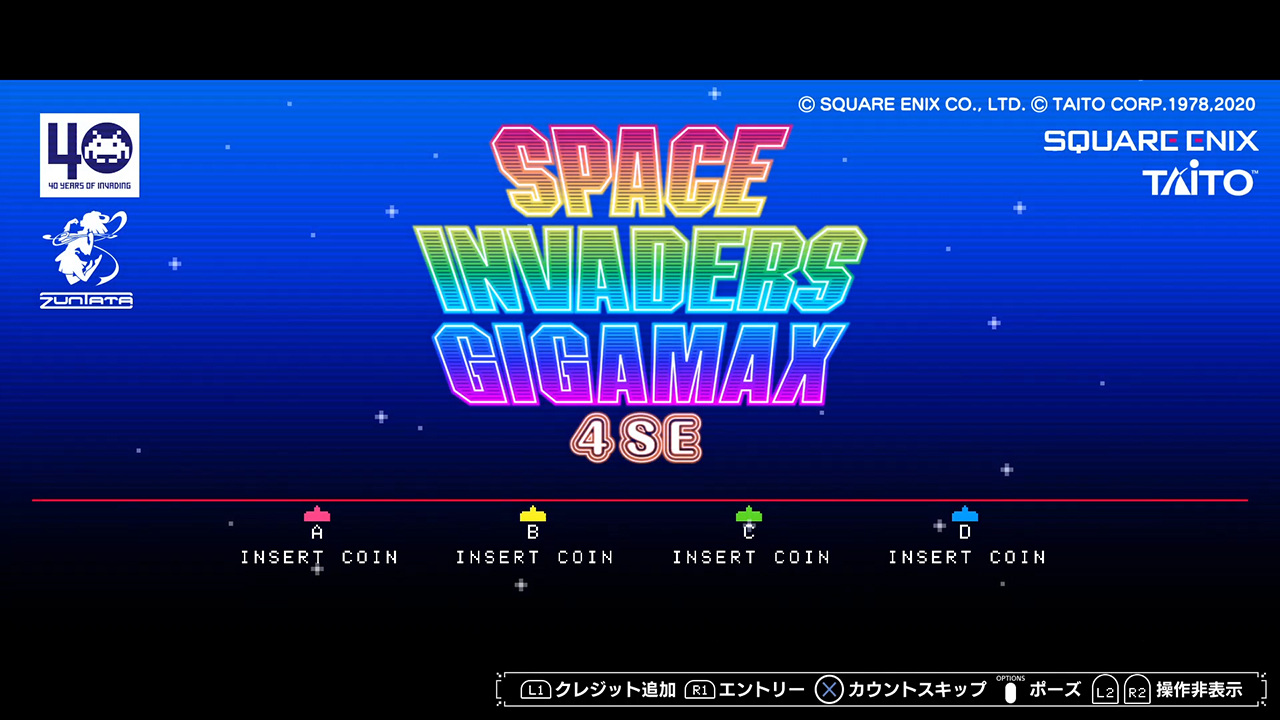 © SQUARE ENIX CO., LTD. © TAITO CORP.1978,2020
SQUARE ENIX
TAITO™
40
40 YEARS OF INVADING
ZUNTATA
SPACE
INVADERS
GIGAMAX
4 SE
A B C D
INSERT COIN INSERT COIN INSERT COIN INSERT COIN
L1 クレジット追加 R1 エントリー カウントスキップ OPTIONS ポーズ L2 R2 操作非表示